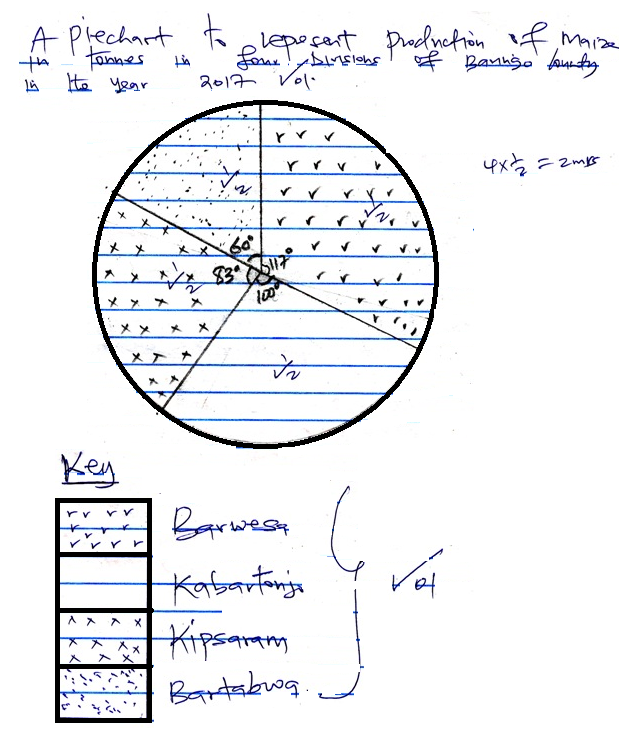 A Piechart to repesent production of Maize
in Tonnes in four Divisions of Baringo County
in the year 2017 ✓01.
4 x ½ = 2mks
✓½
✓½
60°
117°
83°
100°
✓½
✓½
Key
Barwesa
Kabartonjo
Kipsaram
✓01
Bartabwa